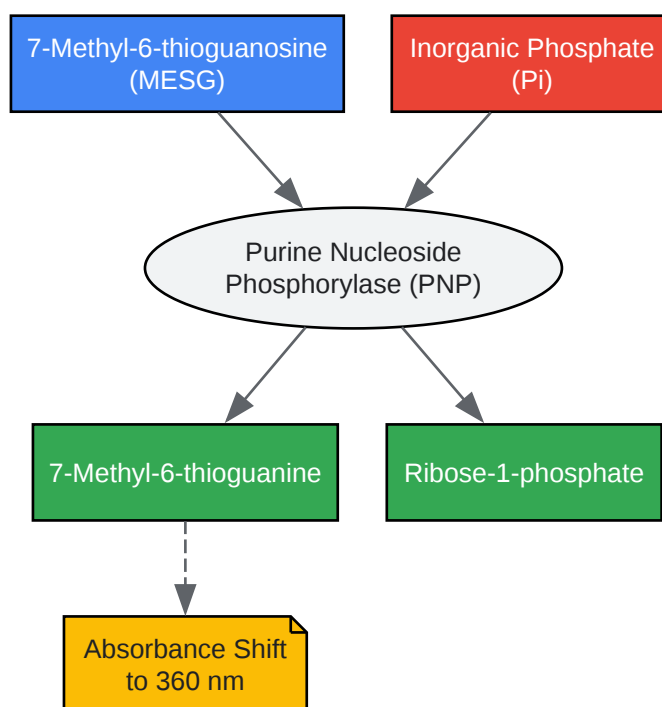 7-Methyl-6-thioguanosine
(MESG)
Inorganic Phosphate
(Pi)
Purine Nucleoside
Phosphorylase (PNP)
7-Methyl-6-thioguanine
Ribose-1-phosphate
Absorbance Shift
to 360 nm